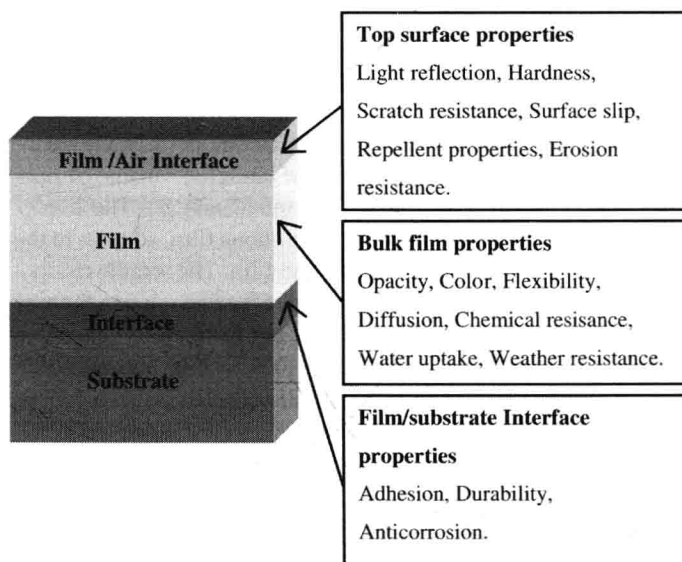 Film /Air Interface
Film
Interface
Substrate
Top surface properties
Light reflection, Hardness,
Scratch resistance, Surface slip,
Repellent properties, Erosion
resistance.
Bulk film properties
Opacity, Color, Flexibility,
Diffusion, Chemical resisance,
Water uptake, Weather resistance.
Film/substrate Interface
properties
Adhesion, Durability,
Anticorrosion.